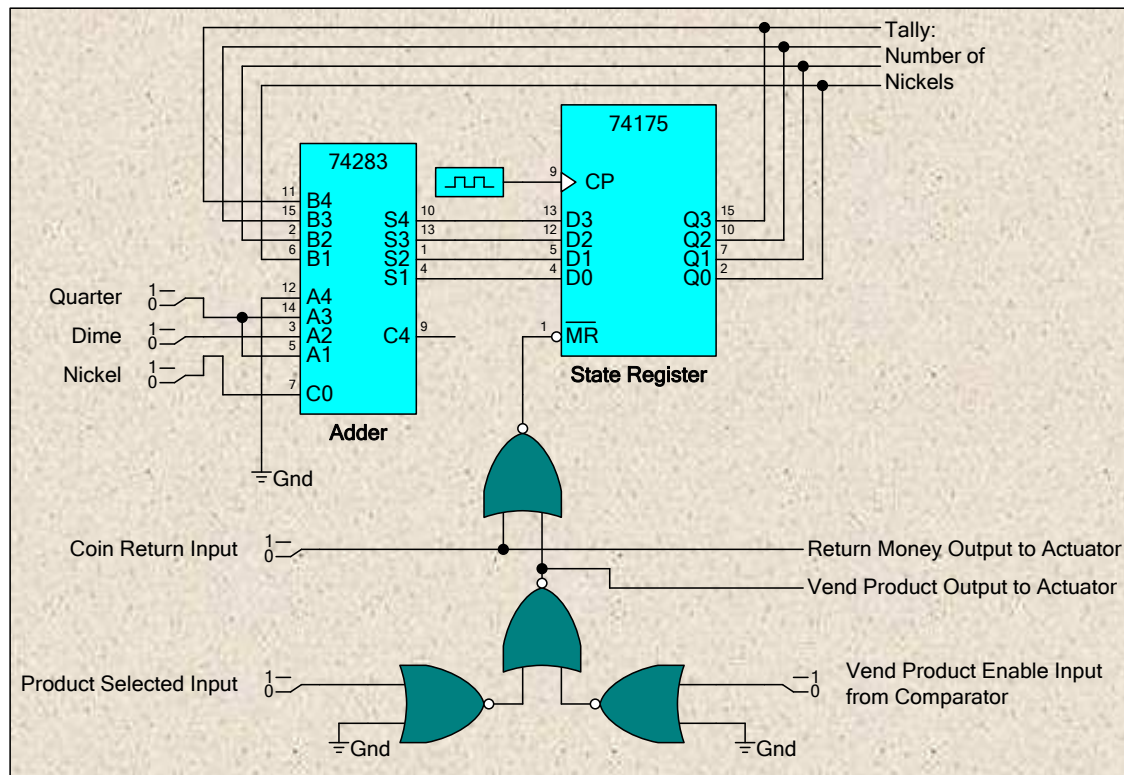 Tally:
Number of
Nickels
74283
74175
11 B4
15 B3
2 B2
6 B1
12 A4
14 A3
3 A2
5 A1
7 C0
S4 10
S3 13
S2 1
S1 4
C4 9
Adder
9 CP
13 D3
12 D2
5 D1
4 D0
1 MR
Q3 15
Q2 10
Q1 7
Q0 2
State Register
Quarter 1 0
Dime 1 0
Nickel 1 0
Gnd
Coin Return Input 1 0
Return Money Output to Actuator
Vend Product Output to Actuator
Product Selected Input 1 0
1 0 Vend Product Enable Input
from Comparator
Gnd
Gnd